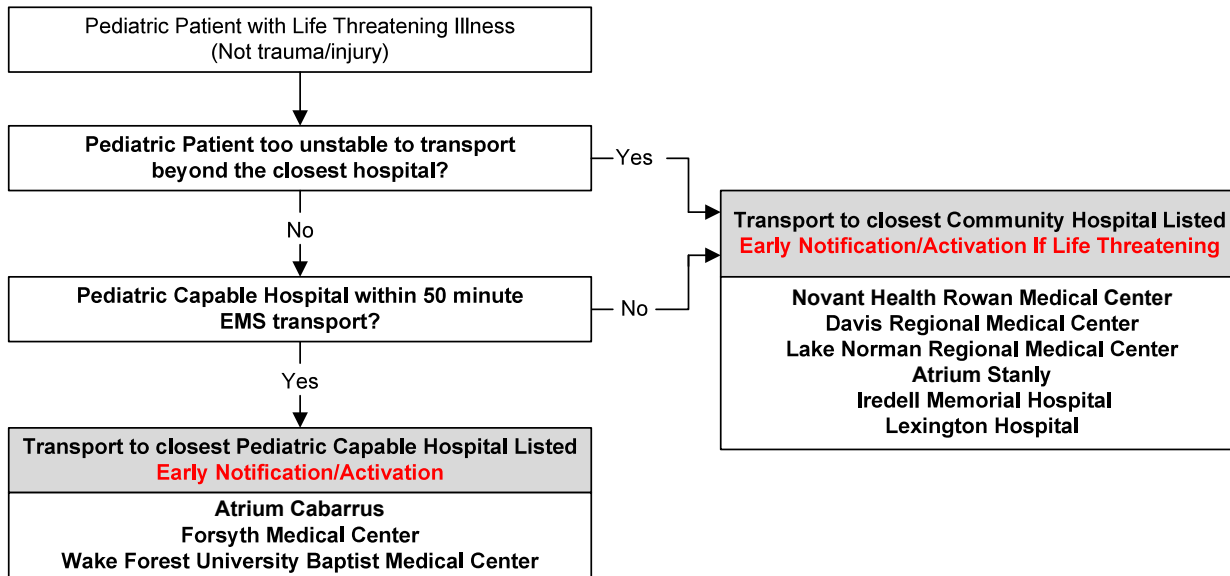 Pediatric Patient with Life Threatening Illness
(Not trauma/injury)
Pediatric Patient too unstable to transport
beyond the closest hospital?
Yes
No
Transport to closest Community Hospital Listed
Early Notification/Activation If Life Threatening
Novant Health Rowan Medical Center
Davis Regional Medical Center
Lake Norman Regional Medical Center
Atrium Stanly
Iredell Memorial Hospital
Lexington Hospital
Pediatric Capable Hospital within 50 minute
EMS transport?
No
Yes
Transport to closest Pediatric Capable Hospital Listed
Early Notification/Activation
Atrium Cabarrus
Forsyth Medical Center
Wake Forest University Baptist Medical Center